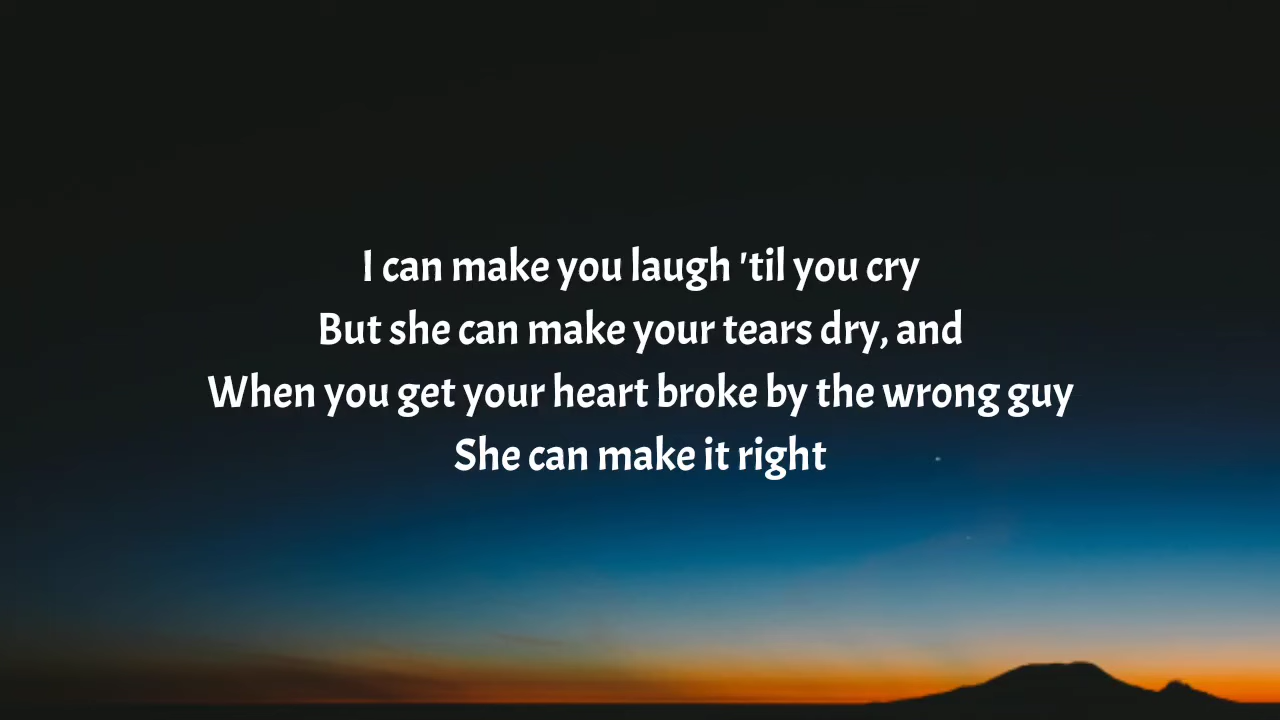 I can make you laugh 'til you cry
But she can make your tears dry, and
When you get your heart broke by the wrong guy
She can make it right